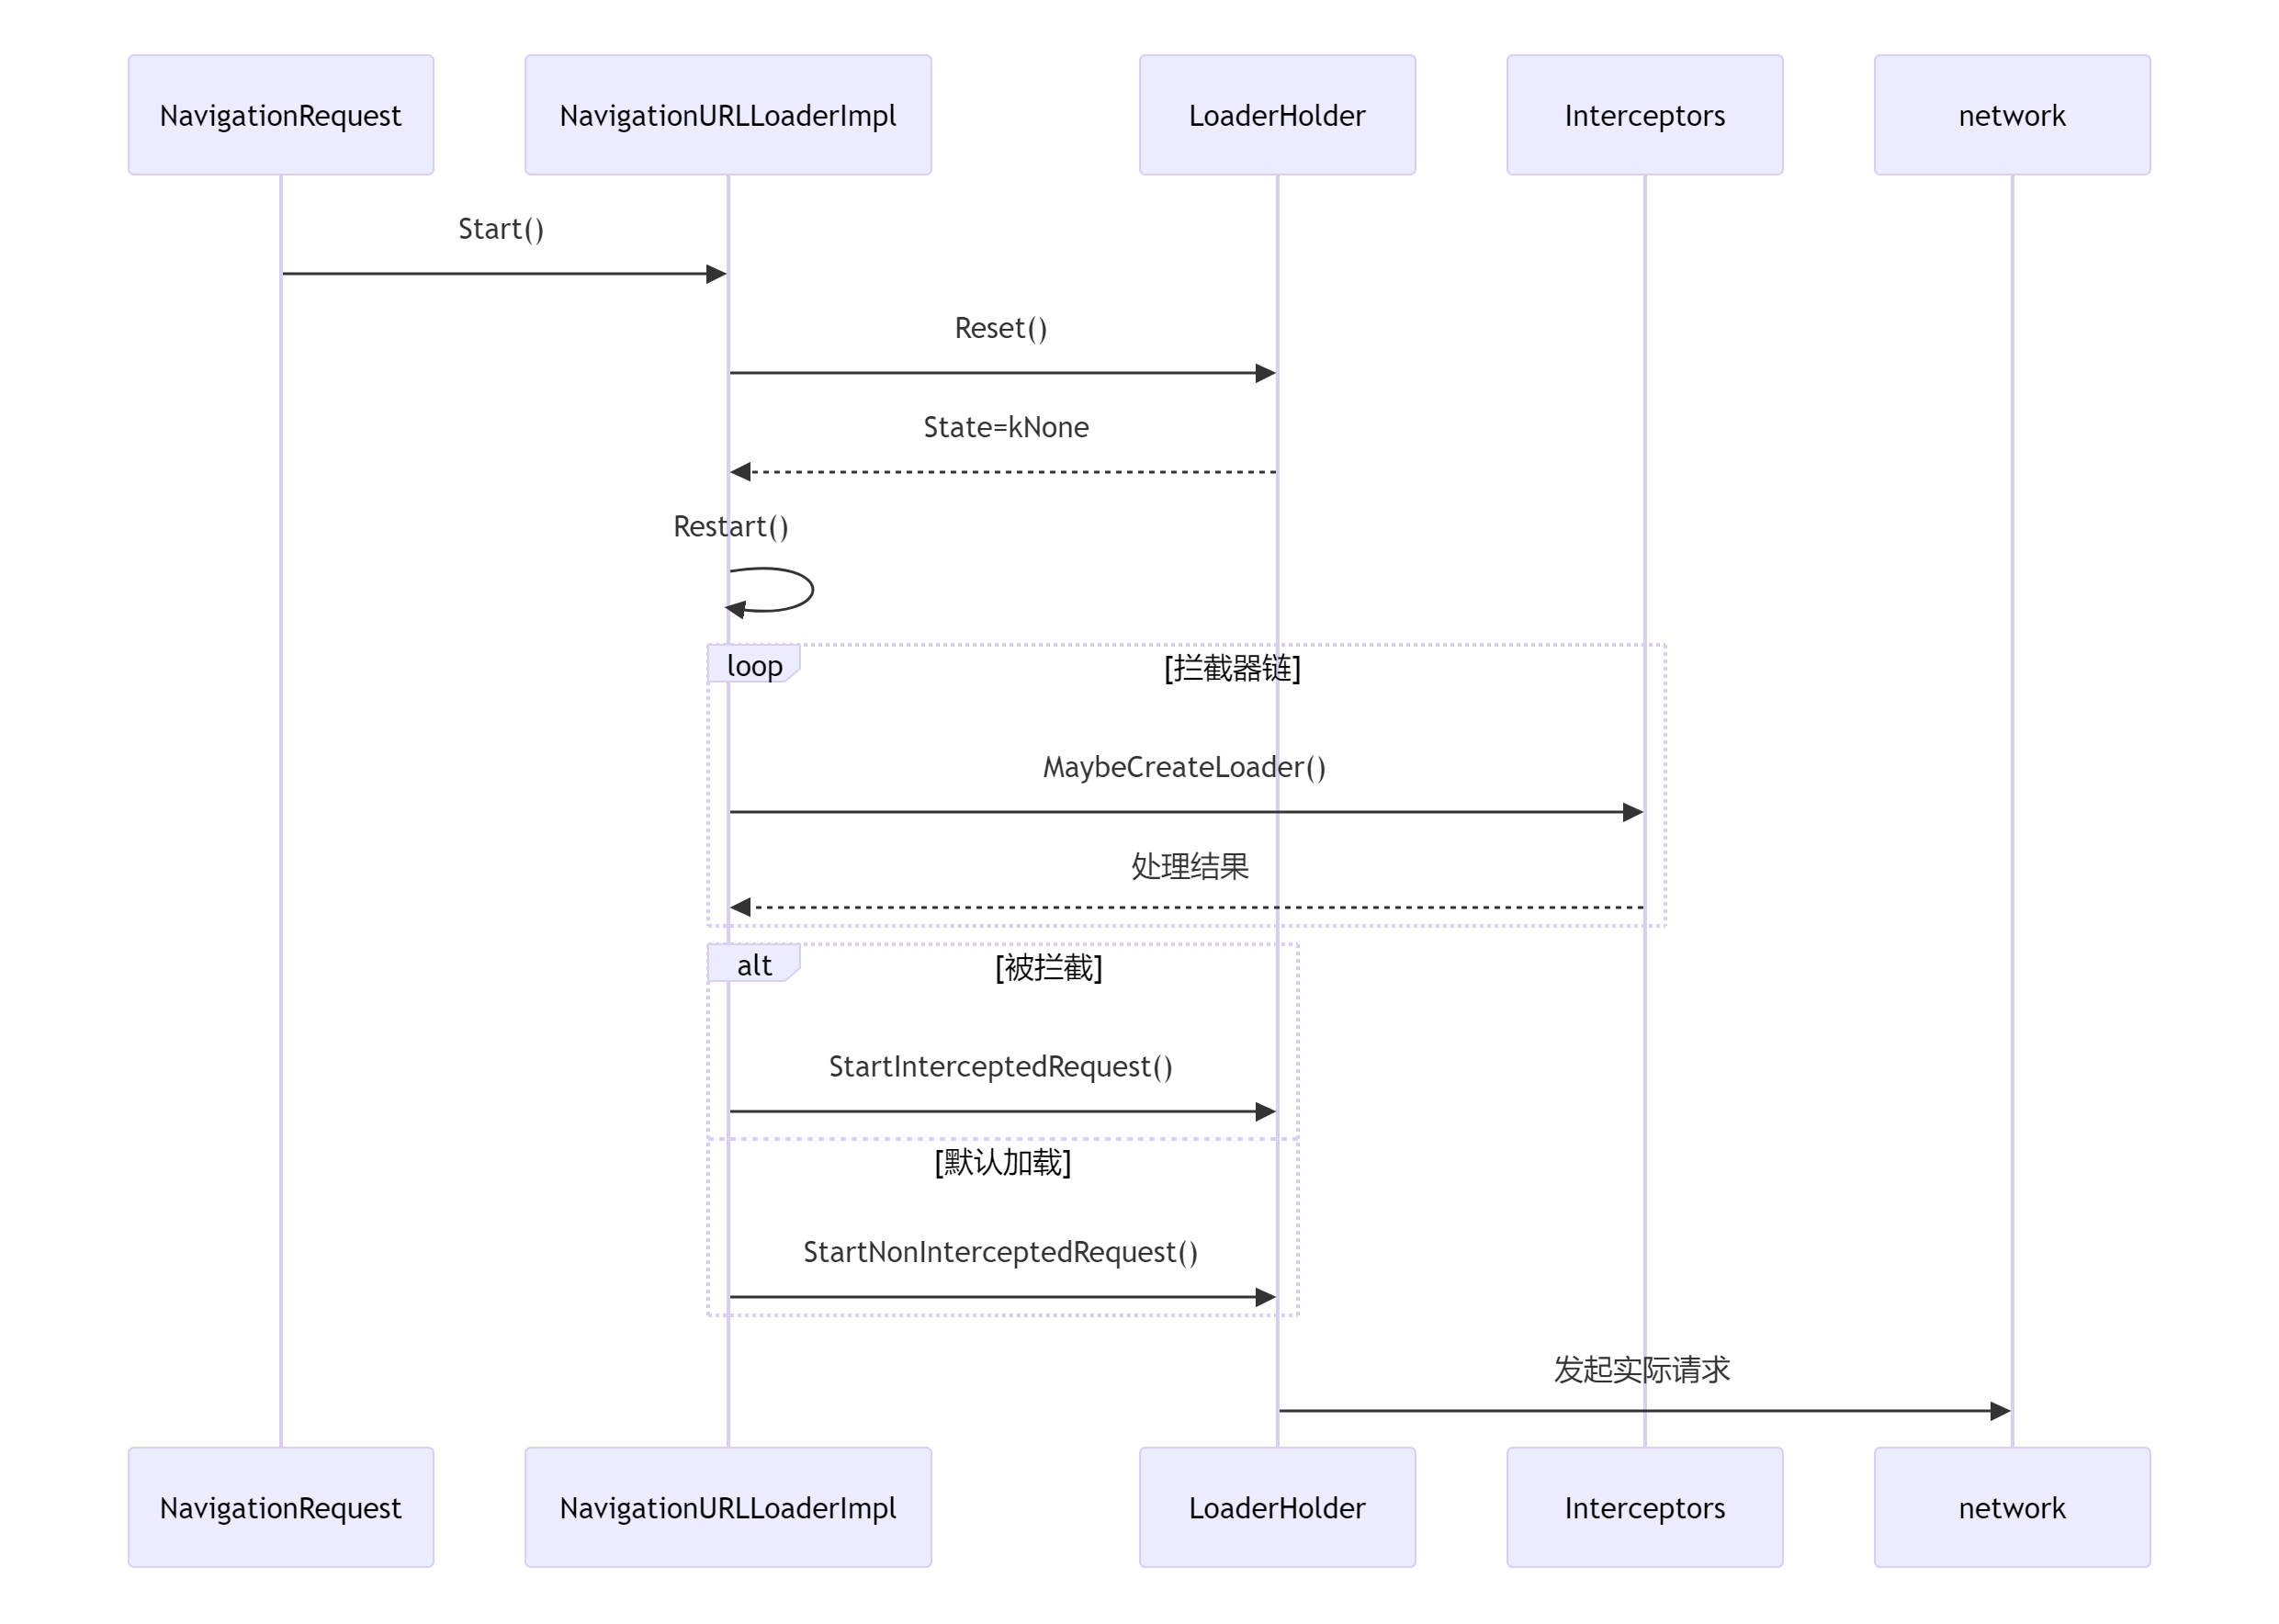 NavigationRequest
NavigationURLLoaderImpl
LoaderHolder
Interceptors
network
Start()
Reset()
State=kNone
Restart()
loop
[拦截器链]
MaybeCreateLoader()
处理结果
alt
[被拦截]
StartInterceptedRequest()
[默认加载]
StartNonInterceptedRequest()
发起实际请求
NavigationRequest
NavigationURLLoaderImpl
LoaderHolder
Interceptors
network